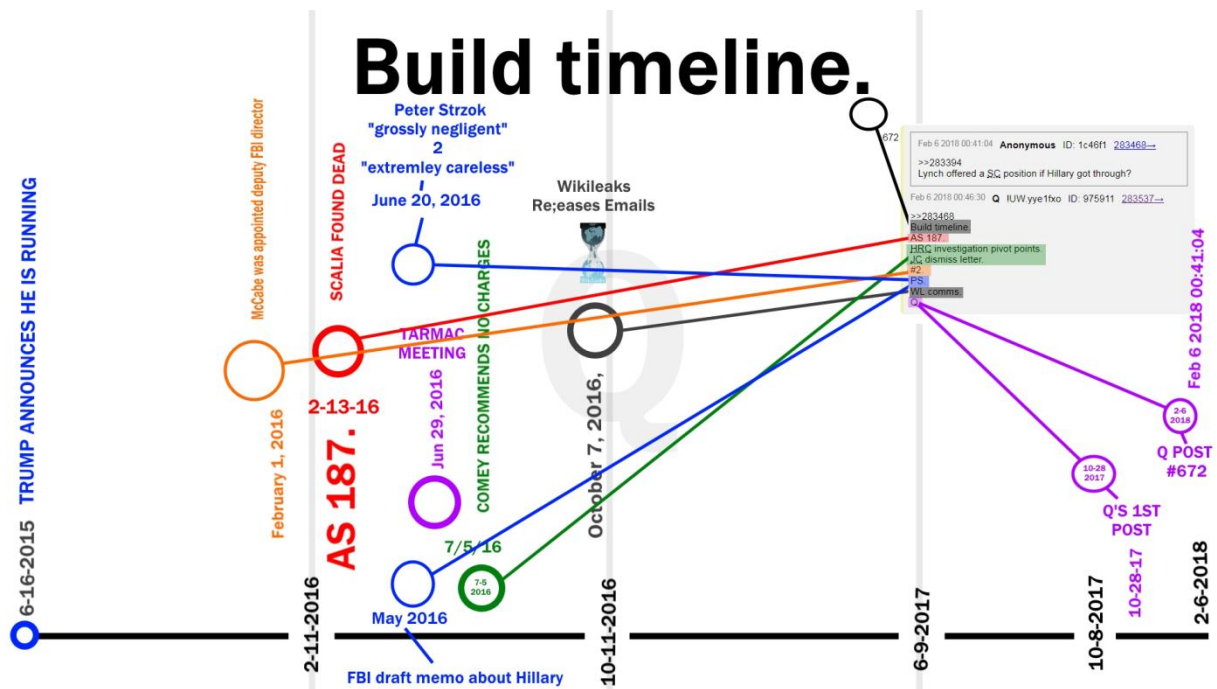 Build timeline.
Peter Strzok
"grossly negligent"
2
"extremley careless"
June 20, 2016
McCabe was appointed deputy FBI director
SCALIA FOUND DEAD
Wikileaks
Re;eases Emails
672
Feb 6 2018 00:41:04 Anonymous ID: 1c46f1 283468→
>>283394
Lynch offered a SC position if Hillary got through?
Feb 6 2018 00:46:30 Q !UW.yye1fxo ID: 975911 283537→
>>283468
Build timeline.
AS 187.
HRC investigation pivot points.
JC dismiss letter.
#2.
PS.
WL comms.
Q
TRUMP ANNOUNCES HE IS RUNNING
6-16-2015
COMEY RECOMMENDS NO CHARGES
TARMAC
MEETING
Feb 6 2018 00:41:04
2-13-16
February 1, 2016
AS 187.
Jun 29, 2016
October 7, 2016,
Q
2-6
2018
Q POST
#672
10-28
2017
Q'S 1ST
POST
7/5/16
7-5
2016
May 2016
FBI draft memo about Hillary
2-11-2016
10-11-2016
6-9-2017
10-8-2017
10-28-17
2-6-2018